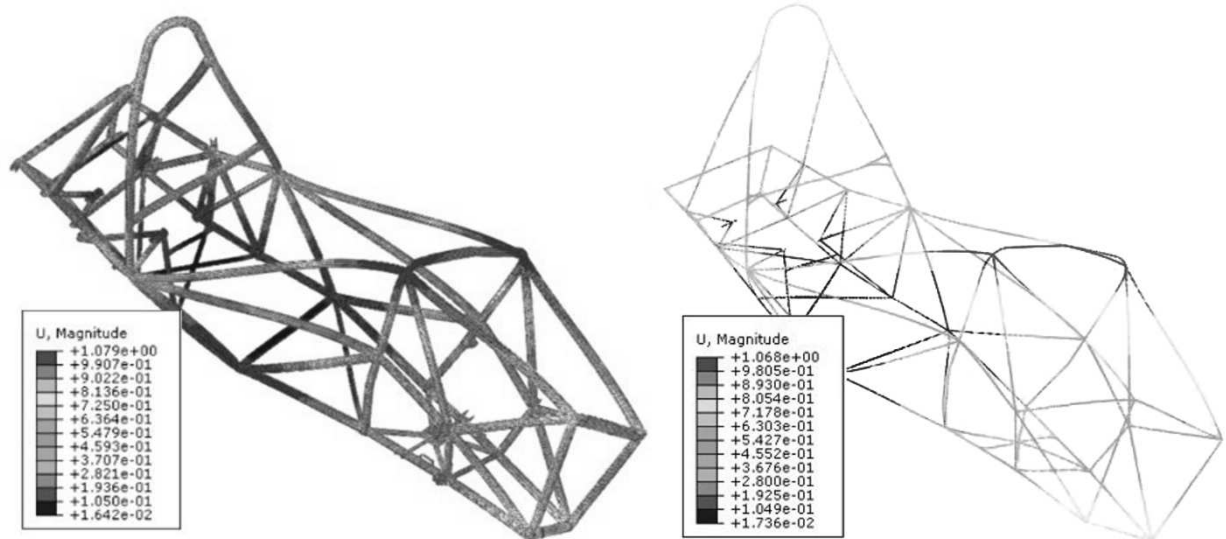 U, Magnitude
+1.079e+00
+9.907e-01
+9.022e-01
+8.136e-01
+7.250e-01
+6.364e-01
+5.479e-01
+4.593e-01
+3.707e-01
+2.821e-01
+1.936e-01
+1.050e-01
+1.642e-02
U, Magnitude
+1.068e+00
+9.805e-01
+8.930e-01
+8.054e-01
+7.178e-01
+6.303e-01
+5.427e-01
+4.552e-01
+3.676e-01
+2.800e-01
+1.925e-01
+1.049e-01
+1.736e-02